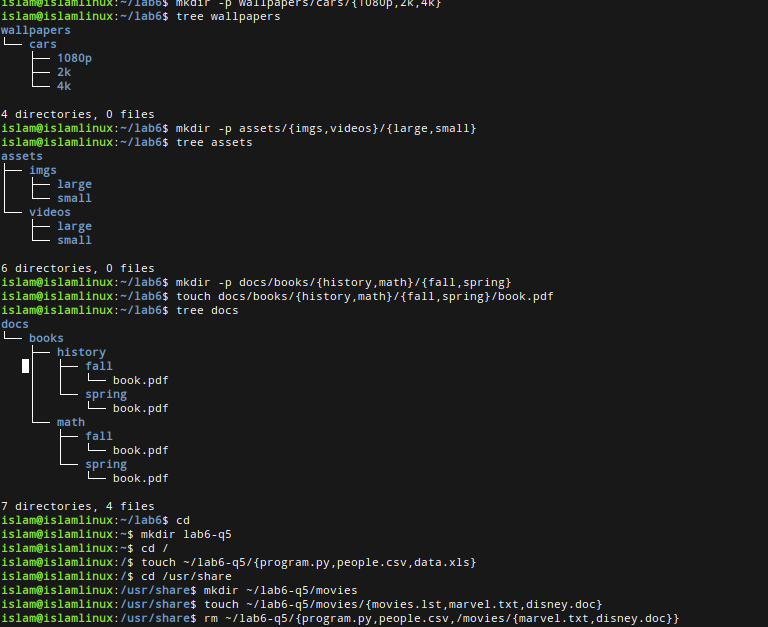 islam@islamlinux:~/lab6$ mkdir -p wallpapers/cars/{1080p,2k,4k}
islam@islamlinux:~/lab6$ tree wallpapers
wallpapers
└── cars
    ├── 1080p
    ├── 2k
    └── 4k
4 directories, 0 files
islam@islamlinux:~/lab6$ mkdir -p assets/{imgs,videos}/{large,small}
islam@islamlinux:~/lab6$ tree assets
assets
├── imgs
│   ├── large
│   └── small
└── videos
    ├── large
    └── small
6 directories, 0 files
islam@islamlinux:~/lab6$ mkdir -p docs/books/{history,math}/{fall,spring}
islam@islamlinux:~/lab6$ touch docs/books/{history,math}/{fall,spring}/book.pdf
islam@islamlinux:~/lab6$ tree docs
docs
└── books
    ├── history
    │   ├── fall
    │   │   └── book.pdf
    │   └── spring
    │       └── book.pdf
    └── math
        ├── fall
        │   └── book.pdf
        └── spring
            └── book.pdf
7 directories, 4 files
islam@islamlinux:~/lab6$ cd
islam@islamlinux:~$ mkdir lab6-q5
islam@islamlinux:~$ cd /
islam@islamlinux:/$ touch ~/lab6-q5/{program.py,people.csv,data.xls}
islam@islamlinux:/$ cd /usr/share
islam@islamlinux:/usr/share$ mkdir ~/lab6-q5/movies
islam@islamlinux:/usr/share$ touch ~/lab6-q5/movies/{movies.lst,marvel.txt,disney.doc}
islam@islamlinux:/usr/share$ rm ~/lab6-q5/{program.py,people.csv,/movies/{marvel.txt,disney.doc}}